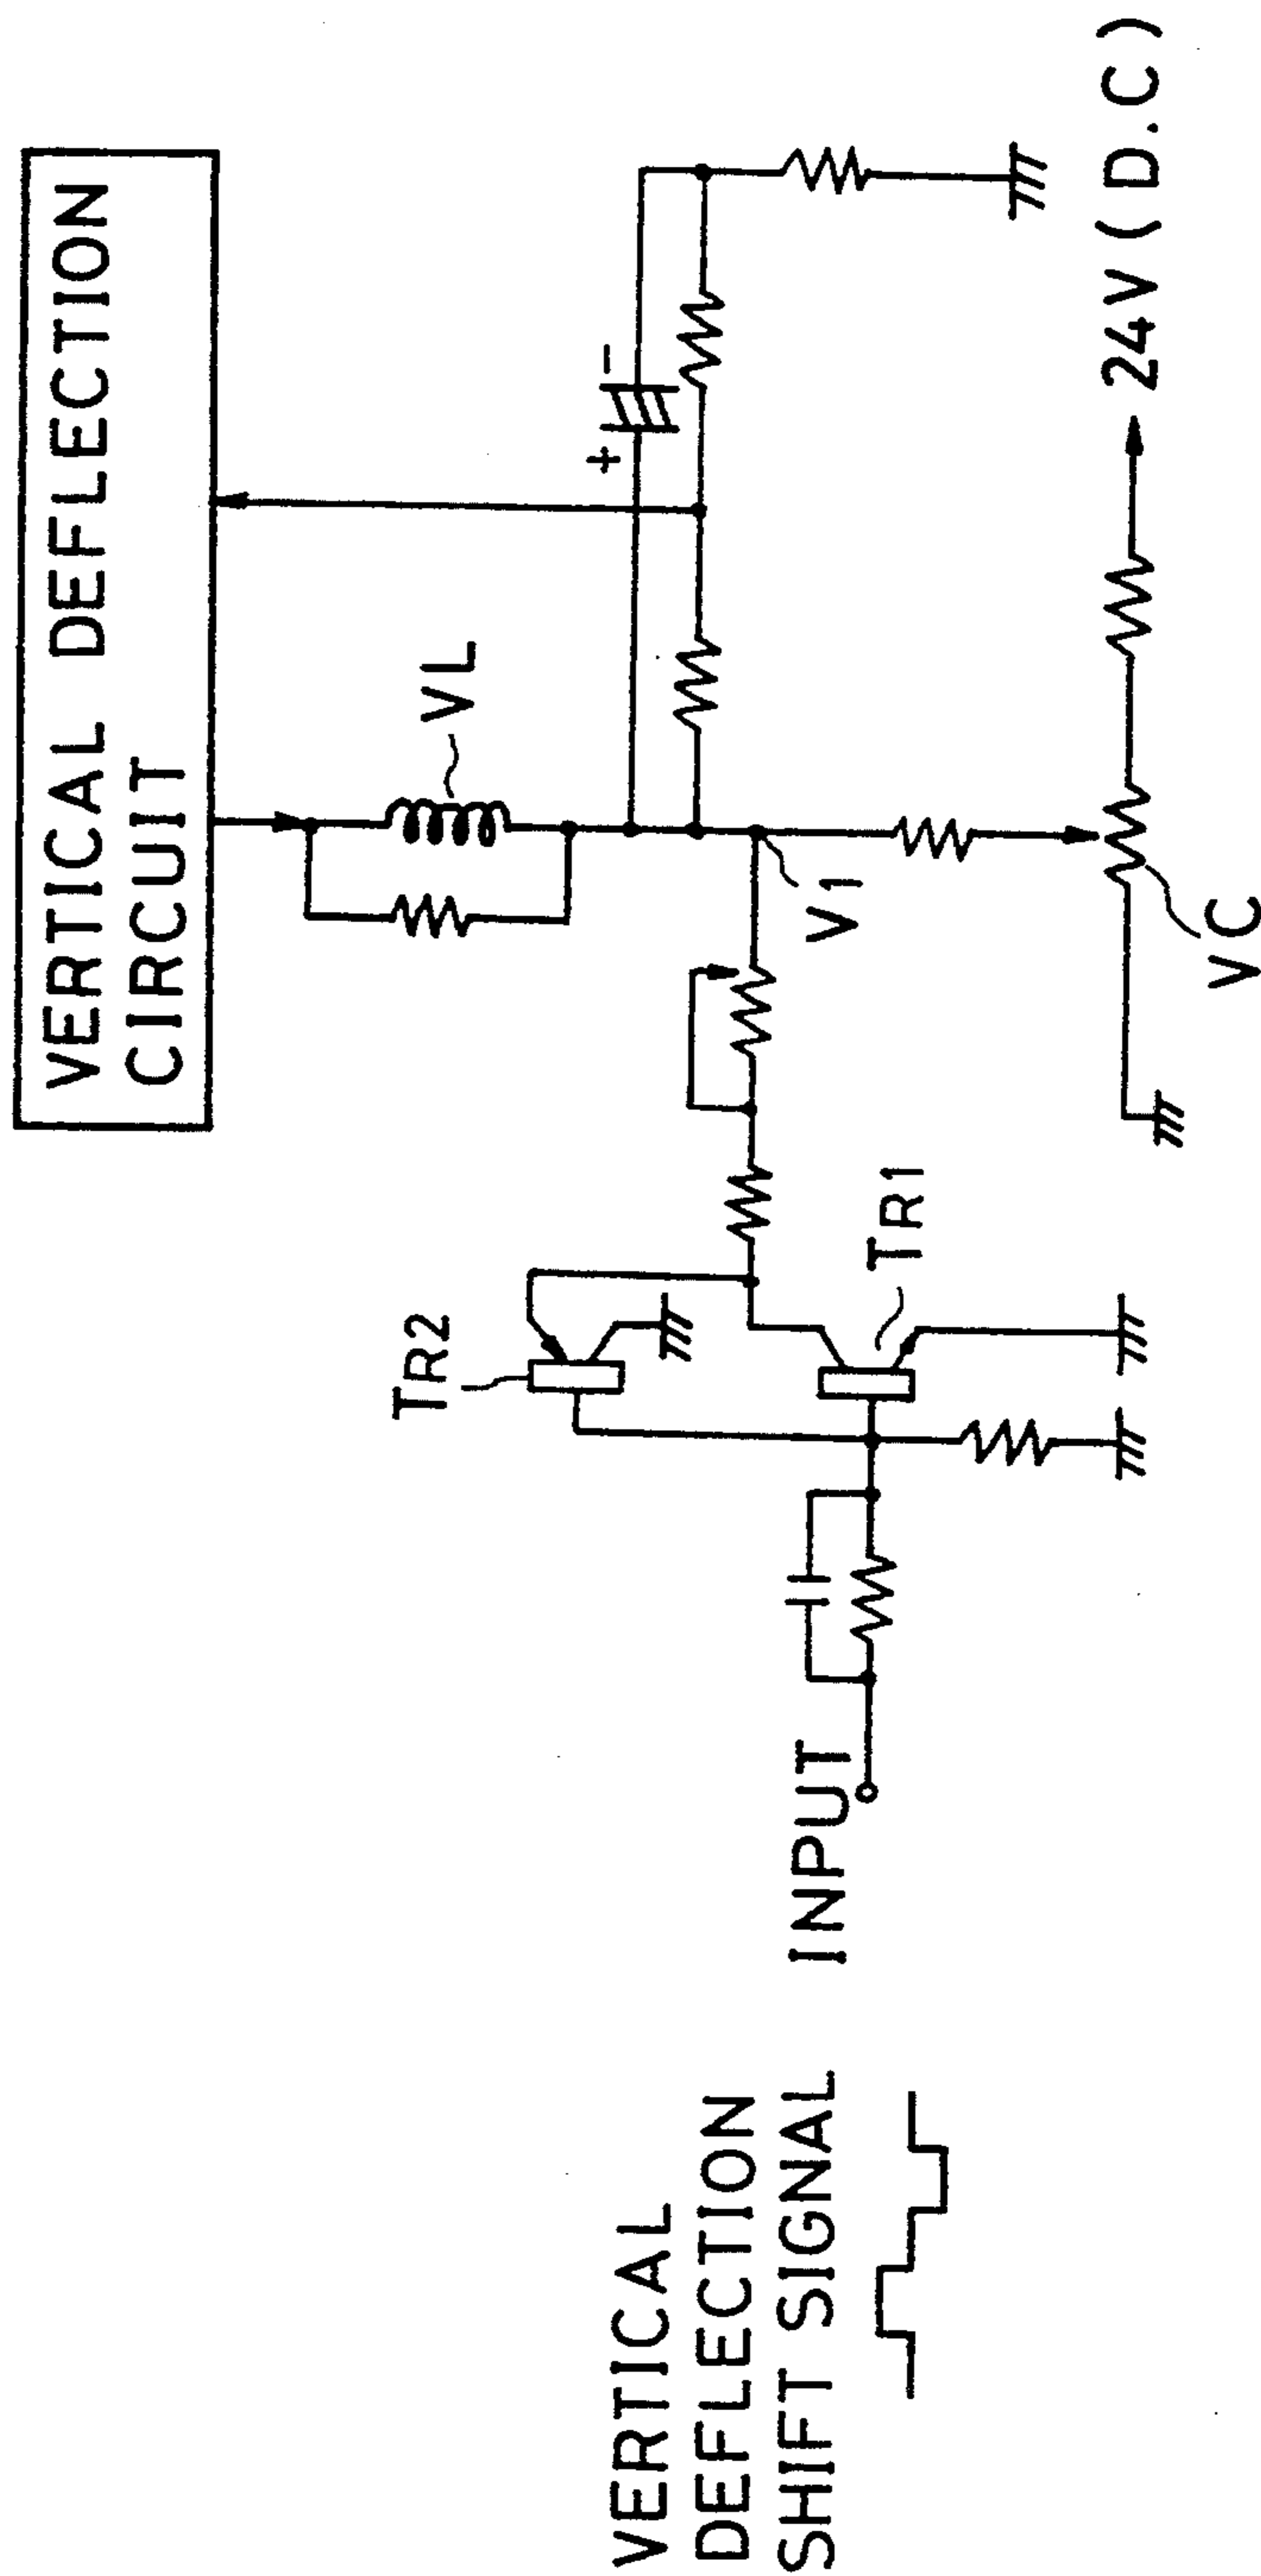 VERTICAL DEFLECTION
CIRCUIT
VL
+
-
TR2
V1
TR1
VERTICAL
DEFLECTION
SHIFT SIGNAL
INPUT
VC
24V (D.C)